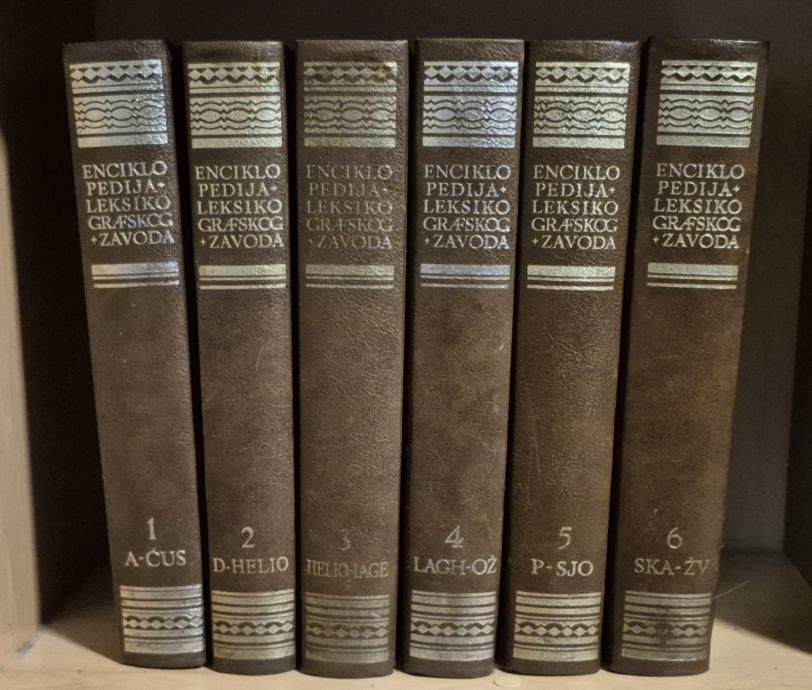 ENCIKLO
PEDIJA•
LEKSIKO
GRAFSKOG
•ZAVODA
1
A-ĆUS
ENCIKLO
PEDIJA•
LEKSIKO
GRAFSKOG
•ZAVODA
2
D-HELIO
ENCIKLO
PEDIJA•
LEKSIKO
GRAFSKOG
•ZAVODA
3
HELIO-LAGE
ENCIKLO
PEDIJA•
LEKSIKO
GRAFSKOG
•ZAVODA
4
LAGH-OŽ
ENCIKLO
PEDIJA•
LEKSIKO
GRAFSKOG
•ZAVODA
5
P-SJO
ENCIKLO
PEDIJA•
LEKSIKO
GRAFSKOG
•ZAVODA
6
SKA-ŽV